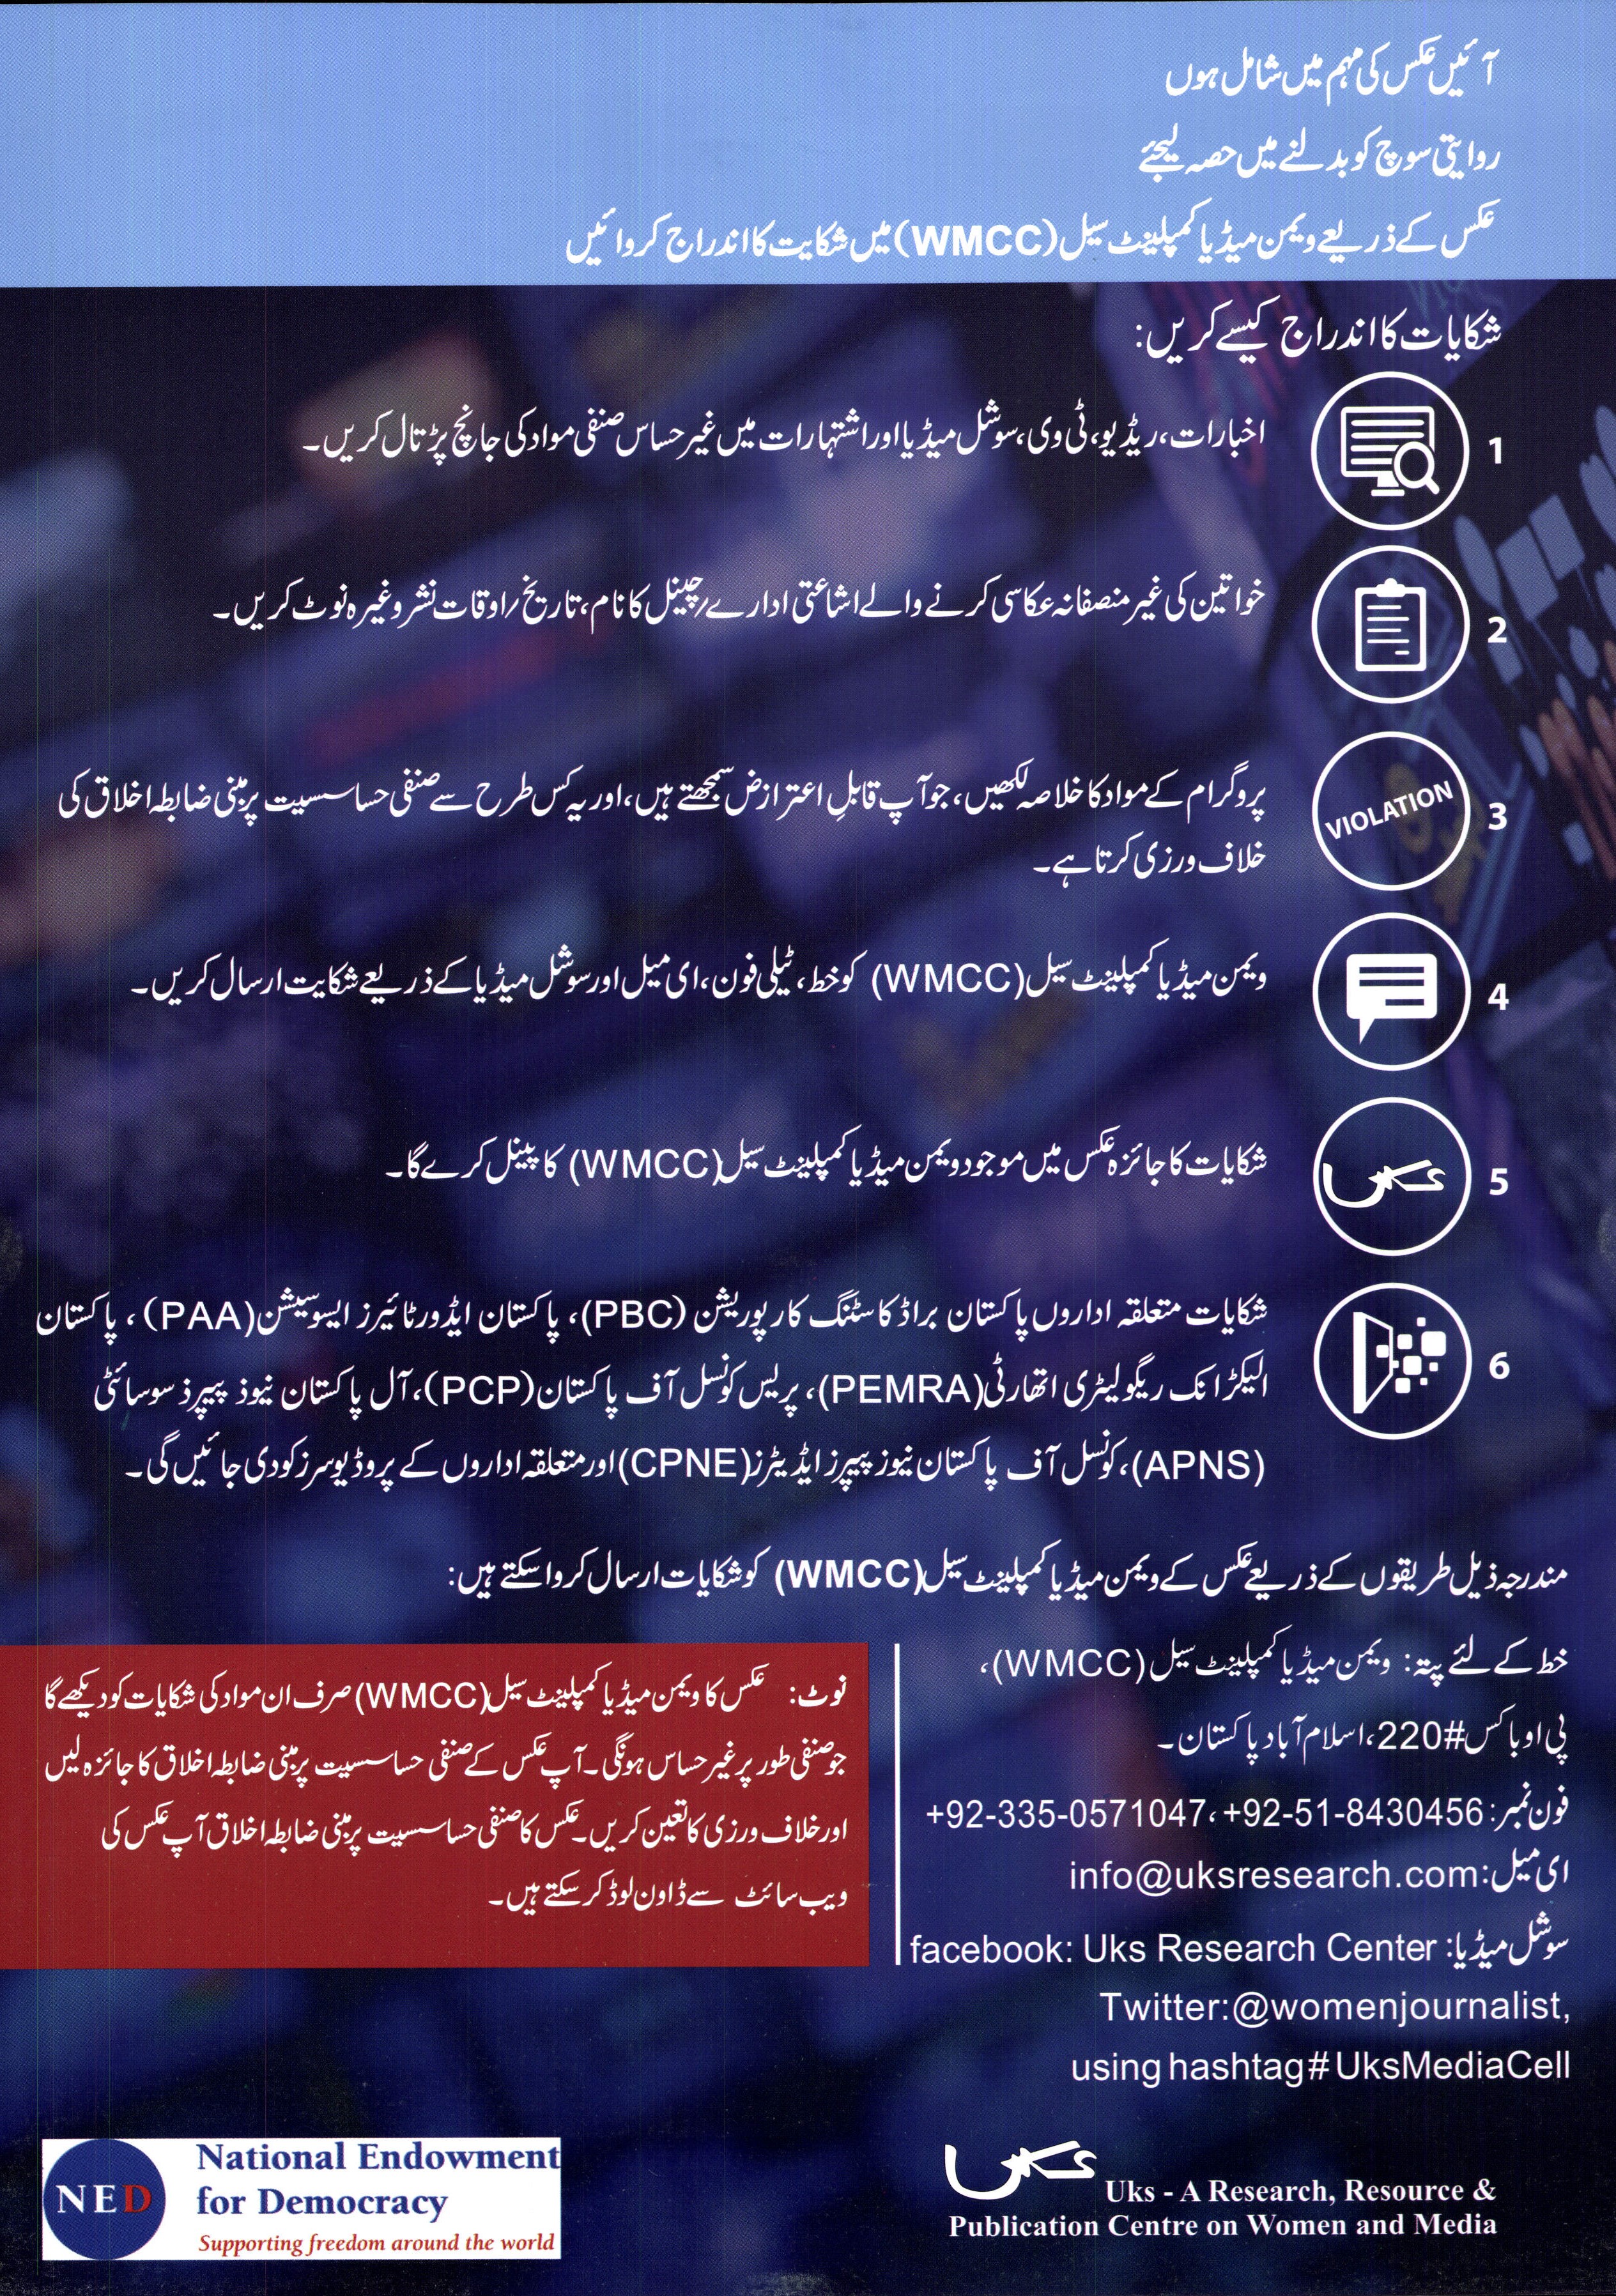 آئیں عکس کی مہم میں شامل ہوں
روایتی سوچ کو بدلنے میں حصہ لیجئے
عکس کے ذریعے ویمن میڈیا کمپلینٹ سیل (WMCC) میں شکایت کا اندراج کروائیں
شکایات کا اندراج کیسے کریں:
1 اخبارات، ریڈیو، ٹی وی، سوشل میڈیا اور اشتہارات میں غیر حساس صنفی مواد کی جانچ پڑتال کریں۔
2 خواتین کی غیر منصفانہ عکاسی کرنے والے اشاعتی ادارے/چینل کا نام، تاریخ/اوقات نشر وغیرہ نوٹ کریں۔
3 VIOLATION پروگرام کے مواد کا خلاصہ لکھیں، جو آپ قابلِ اعتراض سمجھتے ہیں، اور یہ کس طرح سے صنفی حساسسیت پر مبنی ضابطہ اخلاق کی
خلاف ورزی کرتا ہے۔
4 ویمن میڈیا کمپلینٹ سیل (WMCC) کو خط، ٹیلی فون، ای میل اور سوشل میڈیا کے ذریعے شکایت ارسال کریں۔
5 عکس شکایات کا جائزہ عکس میں موجود ویمن میڈیا کمپلینٹ سیل (WMCC) کا پینل کرے گا۔
6 شکایات متعلقہ اداروں پاکستان براڈ کاسٹنگ کارپوریشن (PBC)، پاکستان ایڈورٹائیرز ایسوسیشن (PAA)، پاکستان
الیکڑانک ریگولیٹری اتھارٹی (PEMRA)، پریس کونسل آف پاکستان (PCP)، آل پاکستان نیوذ پیپرذ سوسائٹی
(APNS)، کونسل آف پاکستان نیوز پیپرز ایڈیٹرز (CPNE) اور متعلقہ اداروں کے پروڈیوسرز کو دی جائیں گی۔
مندرجہ ذیل طریقوں کے ذریعے عکس کے ویمن میڈیا کمپلینٹ سیل (WMCC) کو شکایات ارسال کروا سکتے ہیں:
خط کے لئے پتہ: ویمن میڈیا کمپلینٹ سیل (WMCC)،
پی او باکس #220، اسلام آباد پاکستان۔
فون نمبر: +92-51-8430456، +92-335-0571047
ای میل: info@uksresearch.com
سوشل میڈیا: facebook: Uks Research Center
Twitter:@womenjournalist,
using hashtag#UksMediaCell
نوٹ: عکس کا ویمن میڈیا کمپلینٹ سیل (WMCC) صرف ان مواد کی شکایات کو دیکھے گا
جو صنفی طور پر غیر حساس ہونگی۔ آپ عکس کے صنفی حساسسیت پر مبنی ضابطہ اخلاق کا جائزہ لیں
اور خلاف ورزی کا تعین کریں۔ عکس کا صنفی حساسسیت پر مبنی ضابطہ اخلاق آپ عکس کی
ویب سائٹ سے ڈاون لوڈ کر سکتے ہیں۔
عکس
Uks - A Research, Resource &
Publication Centre on Women and Media
NED
National Endowment
for Democracy
Supporting freedom around the world